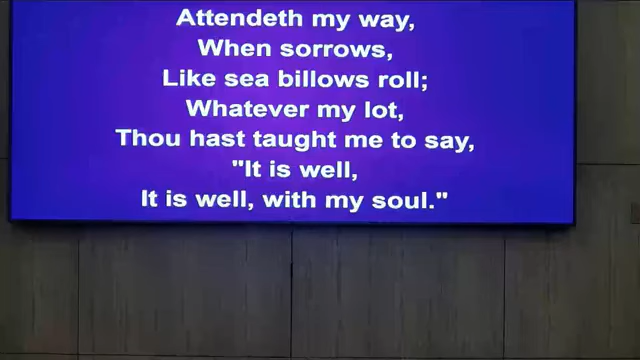 Attendeth my way,
When sorrows,
Like sea billows roll;
Whatever my lot,
Thou hast taught me to say,
"It is well,
It is well, with my soul."